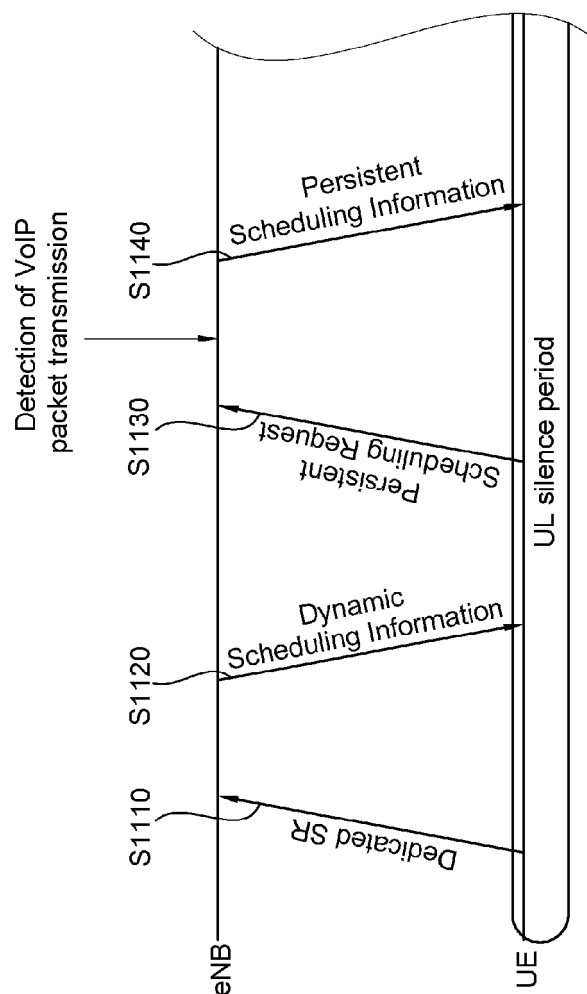 Detection of VoIP
packet transmission
S1110
S1120
S1130
S1140
eNB
Dedicated SR
Dynamic
Scheduling Information
Persistent
Scheduling Request
Persistent
Scheduling Information
UE
UL silence period